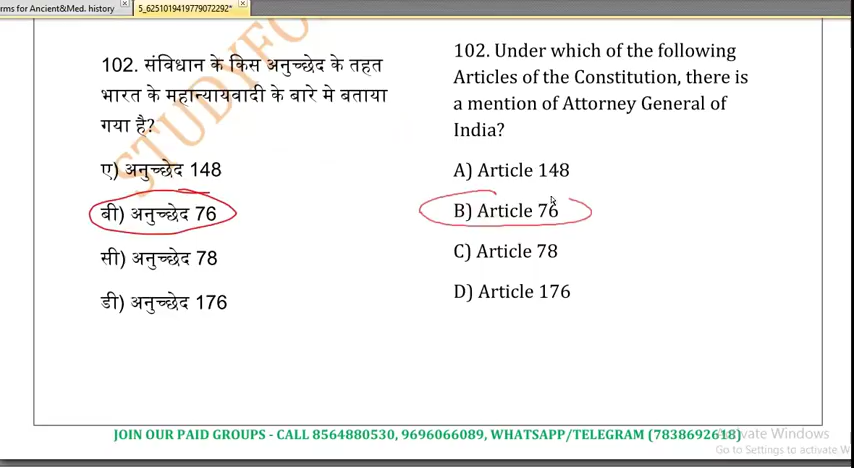 rms for Ancient&Med. history
5_6251019419779072292*
STUDYFO
102. संविधान के किस अनुच्छेद के तहत
भारत के महान्यायवादी के बारे मे बताया
गया है?
ए) अनुच्छेद 148
बी) अनुच्छेद 76
सी) अनुच्छेद 78
डी) अनुच्छेद 176
102. Under which of the following
Articles of the Constitution, there is
a mention of Attorney General of
India?
A) Article 148
B) Article 76
C) Article 78
D) Article 176
JOIN OUR PAID GROUPS - CALL 8564880530, 9696066089, WHATSAPP/TELEGRAM (7838692618)
Activate Windows
Go to Settings to activate W